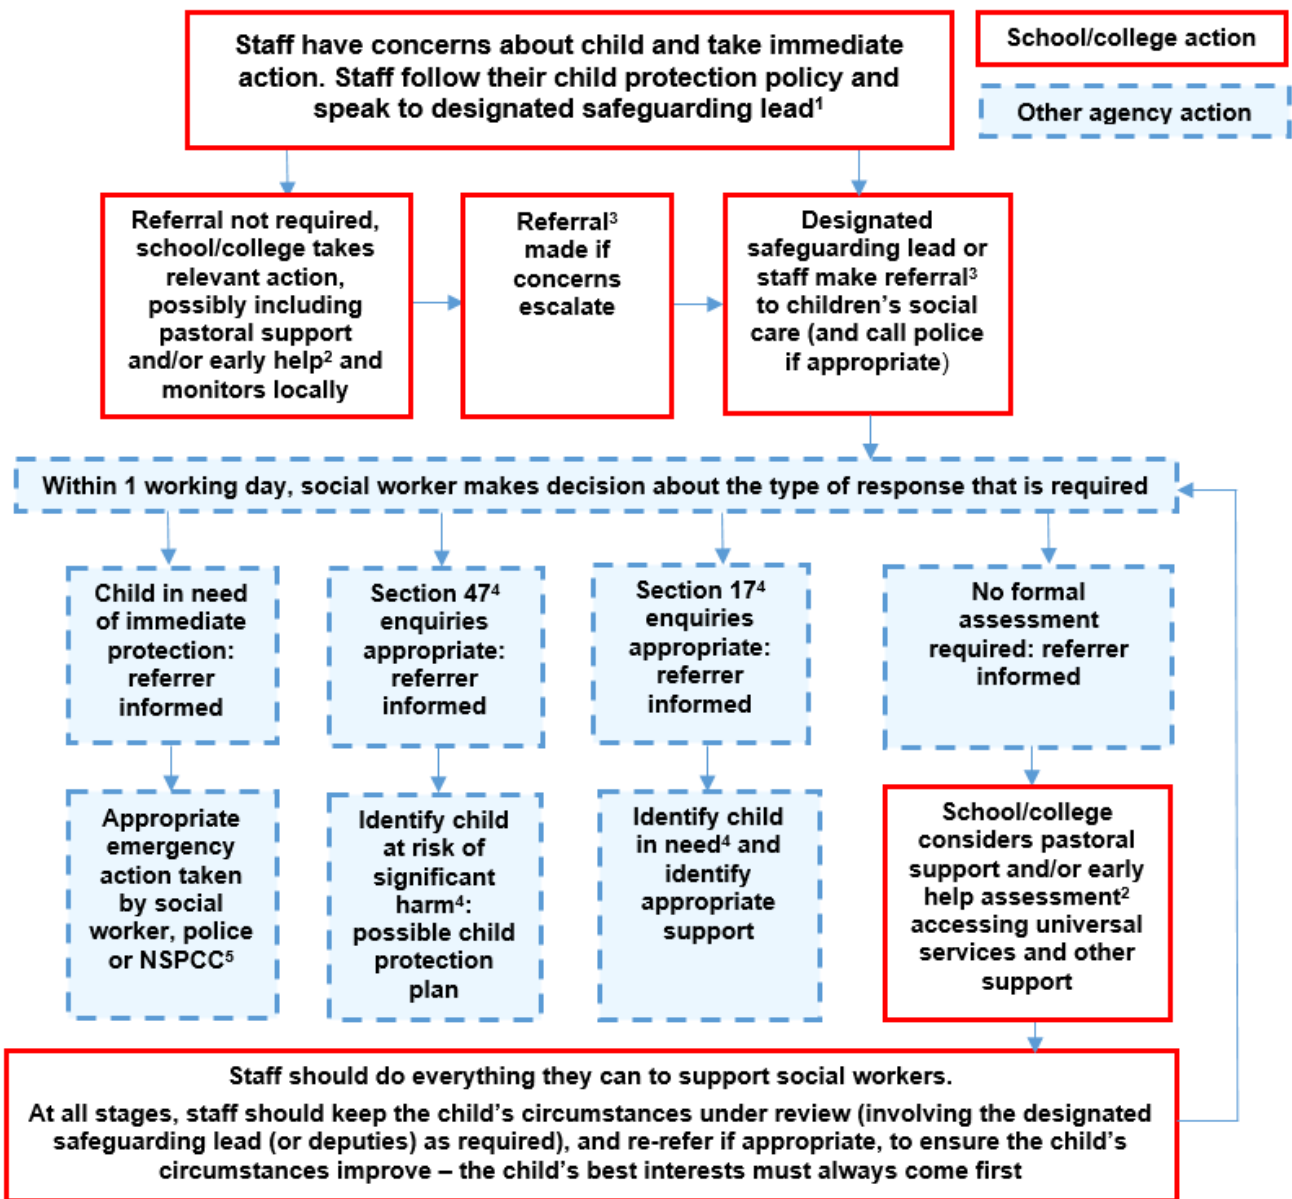 Staff have concerns about child and take immediate
action. Staff follow their child protection policy and
speak to designated safeguarding lead¹
School/college action
Other agency action
Referral not required,
school/college takes
relevant action,
possibly including
pastoral support
and/or early help² and
monitors locally
Referral³
made if
concerns
escalate
Designated
safeguarding lead or
staff make referral³
to children’s social
care (and call police
if appropriate)
Within 1 working day, social worker makes decision about the type of response that is required
Child in need
of immediate
protection:
referrer
informed
Section 47⁴
enquiries
appropriate:
referrer
informed
Section 17⁴
enquiries
appropriate:
referrer
informed
No formal
assessment
required: referrer
informed
Appropriate
emergency
action taken
by social
worker, police
or NSPCC⁵
Identify child
at risk of
significant
harm⁴:
possible child
protection
plan
Identify child
in need⁴ and
identify
appropriate
support
School/college
considers pastoral
support and/or early
help assessment²
accessing universal
services and other
support
Staff should do everything they can to support social workers.
At all stages, staff should keep the child’s circumstances under review (involving the designated
safeguarding lead (or deputies) as required), and re-refer if appropriate, to ensure the child’s
circumstances improve – the child’s best interests must always come first